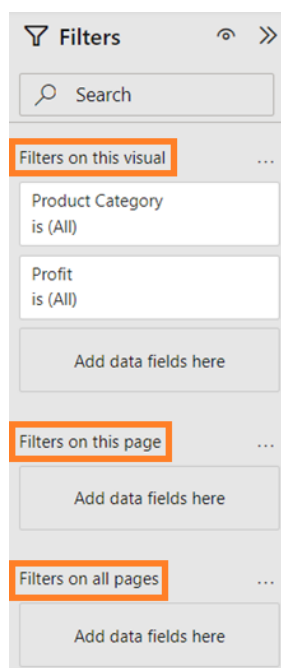 Filters
Search
Filters on this visual
...
Product Category
is (All)
Profit
is (All)
Add data fields here
Filters on this page
...
Add data fields here
Filters on all pages
...
Add data fields here